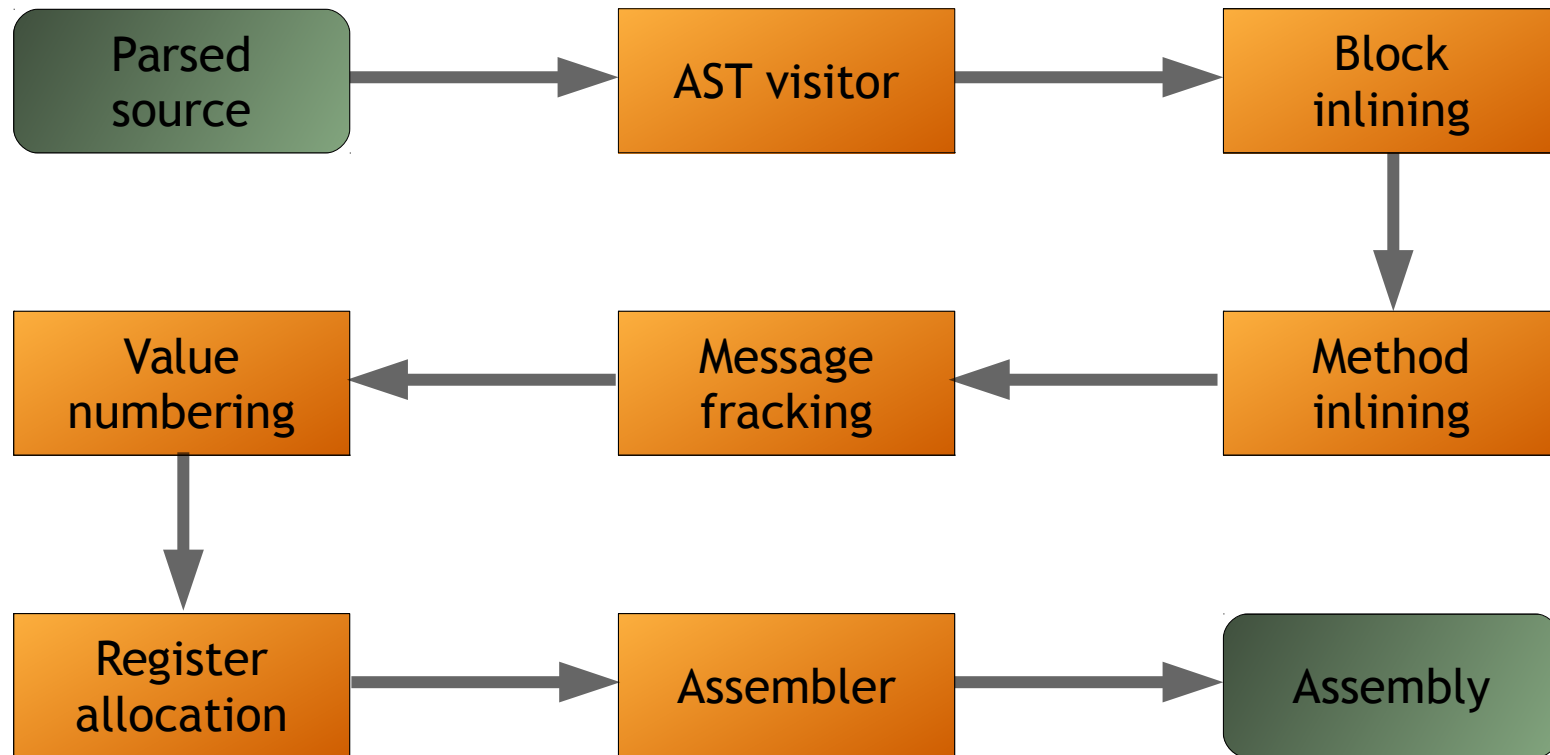 Parsed
source
AST visitor
Block
inlining
Method
inlining
Message
fracking
Value
numbering
Register
allocation
Assembler
Assembly